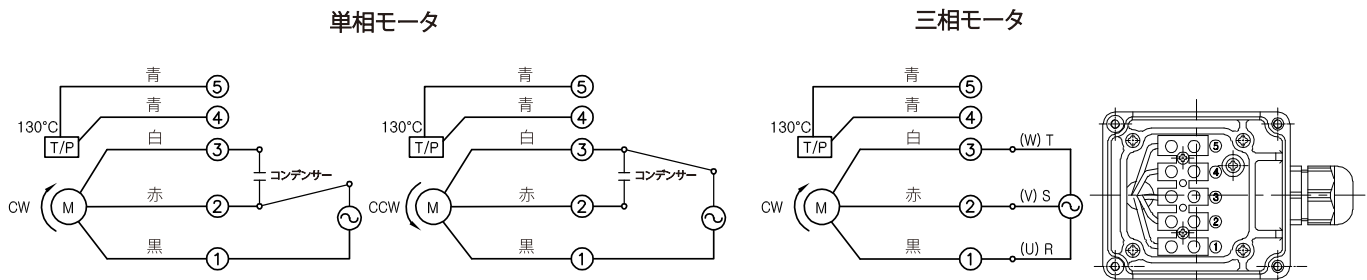 単相モータ
青
⑤
青
④
130°C
T/P
白
③
コンデンサー
CW
M
赤
②
黒
①
青
⑤
青
④
130°C
T/P
白
③
コンデンサー
CCW
M
赤
②
黒
①
三相モータ
青
⑤
青
④
130°C
T/P
白
③
(W) T
CW
M
赤
②
(V) S
黒
①
(U) R
⑤
④
③
②
①